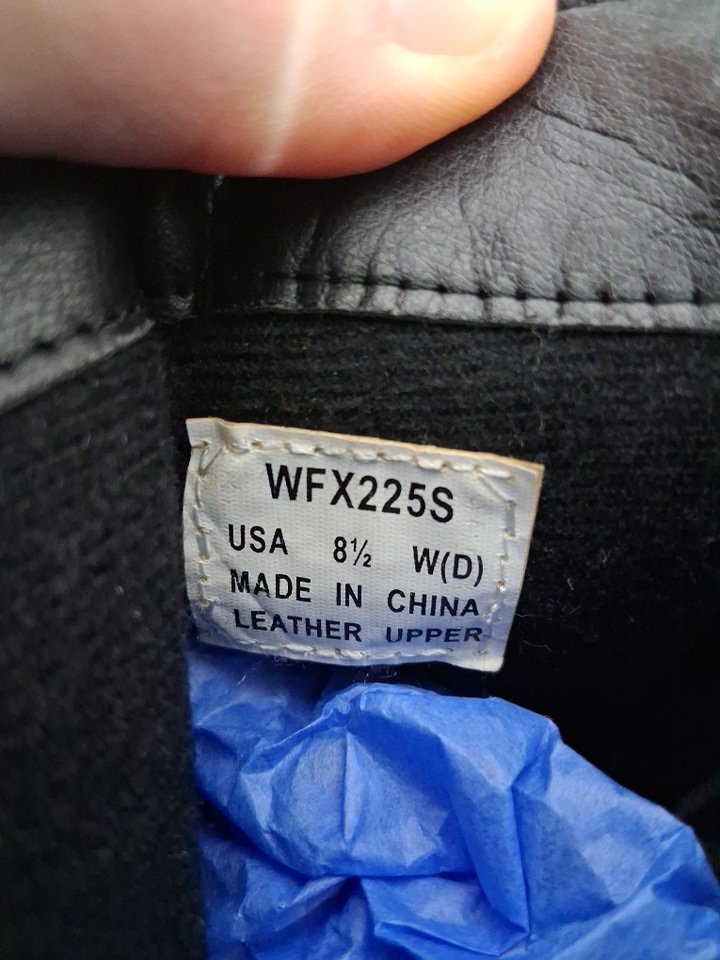 WFX225S
USA 8½ W(D)
MADE IN CHINA
LEATHER UPPER